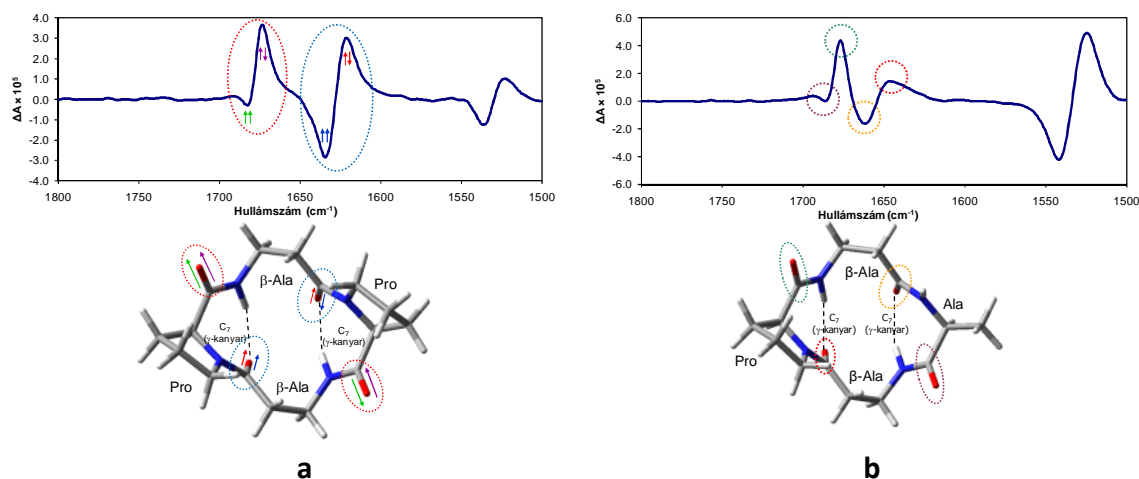 4.0
3.0
2.0
1.0
0.0
-1.0
-2.0
-3.0
-4.0
ΔA × 10⁵
1800 1750 1700 1650 1600 1550 1500
Hullámszám (cm⁻¹)
β-Ala
Pro
C₇
(γ-kanyar)
C₇
(γ-kanyar)
Pro
β-Ala
a
6.0
4.0
2.0
0.0
-2.0
-4.0
-6.0
ΔA × 10⁵
1800 1750 1700 1650 1600 1550 1500
Hullámszám (cm⁻¹)
β-Ala
Ala
C₇
(γ-kanyar)
C₇
(γ-kanyar)
Pro
β-Ala
b